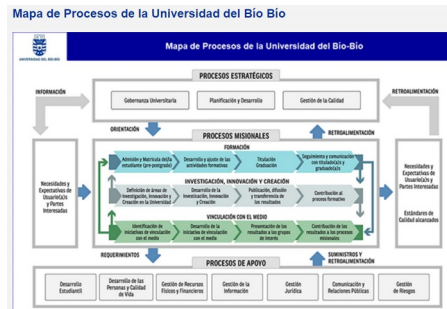 Mapa de Procesos de la Universidad del Bío Bío
UNIVERSIDAD DEL BÍO-BÍO
Mapa de Procesos de la Universidad del Bío-Bío
PROCESOS ESTRATÉGICOS
INFORMACIÓN
RETROALIMENTACIÓN
Gobernanza Universitaria
Planificación y Desarrollo
Gestión de la Calidad
ORIENTACIÓN
RETROALIMENTACIÓN
PROCESOS MISIONALES
FORMACIÓN
Admisión y Matrícula del/la
estudiante (pre-postgrado)
Desarrollo y ajuste de las
actividades formativas
Titulación
Graduación
Seguimiento y comunicación
con titulado(a)s y
graduado(a)s
Necesidades y
Expectativas de
Usuario(a)s
y Partes
Interesadas
INVESTIGACIÓN, INNOVACIÓN Y CREACIÓN
Definición de áreas de
Investigación, Innovación y
Creación en la Universidad
Desarrollo de la
Investigación, Innovación
y Creación
Publicación, difusión
y transferencia de
los resultados
Contribución al
proceso formativo
Necesidades y
Expectativas de
Usuario(a)s
y Partes
Interesadas
Estándares de
Calidad alcanzados
VINCULACIÓN CON EL MEDIO
Identificación de
Iniciativas de vinculación
con el medio
Desarrollo de la
Iniciativas de vinculación
con el medio
Presentación de los
resultados a los grupos
de interés
Contribución de los
resultados a los procesos
misionales
REQUERIMIENTOS
SUMINISTROS Y
RETROALIMENTACIÓN
PROCESOS DE APOYO
Desarrollo
Estudiantil
Desarrollo de las
Personas y Calidad
de Vida
Gestión de Recursos
Físicos y Financieros
Gestión de la
Información
Gestión
Jurídica.
Comunicación y
Relaciones Públicas
Gestión
de Riesgos